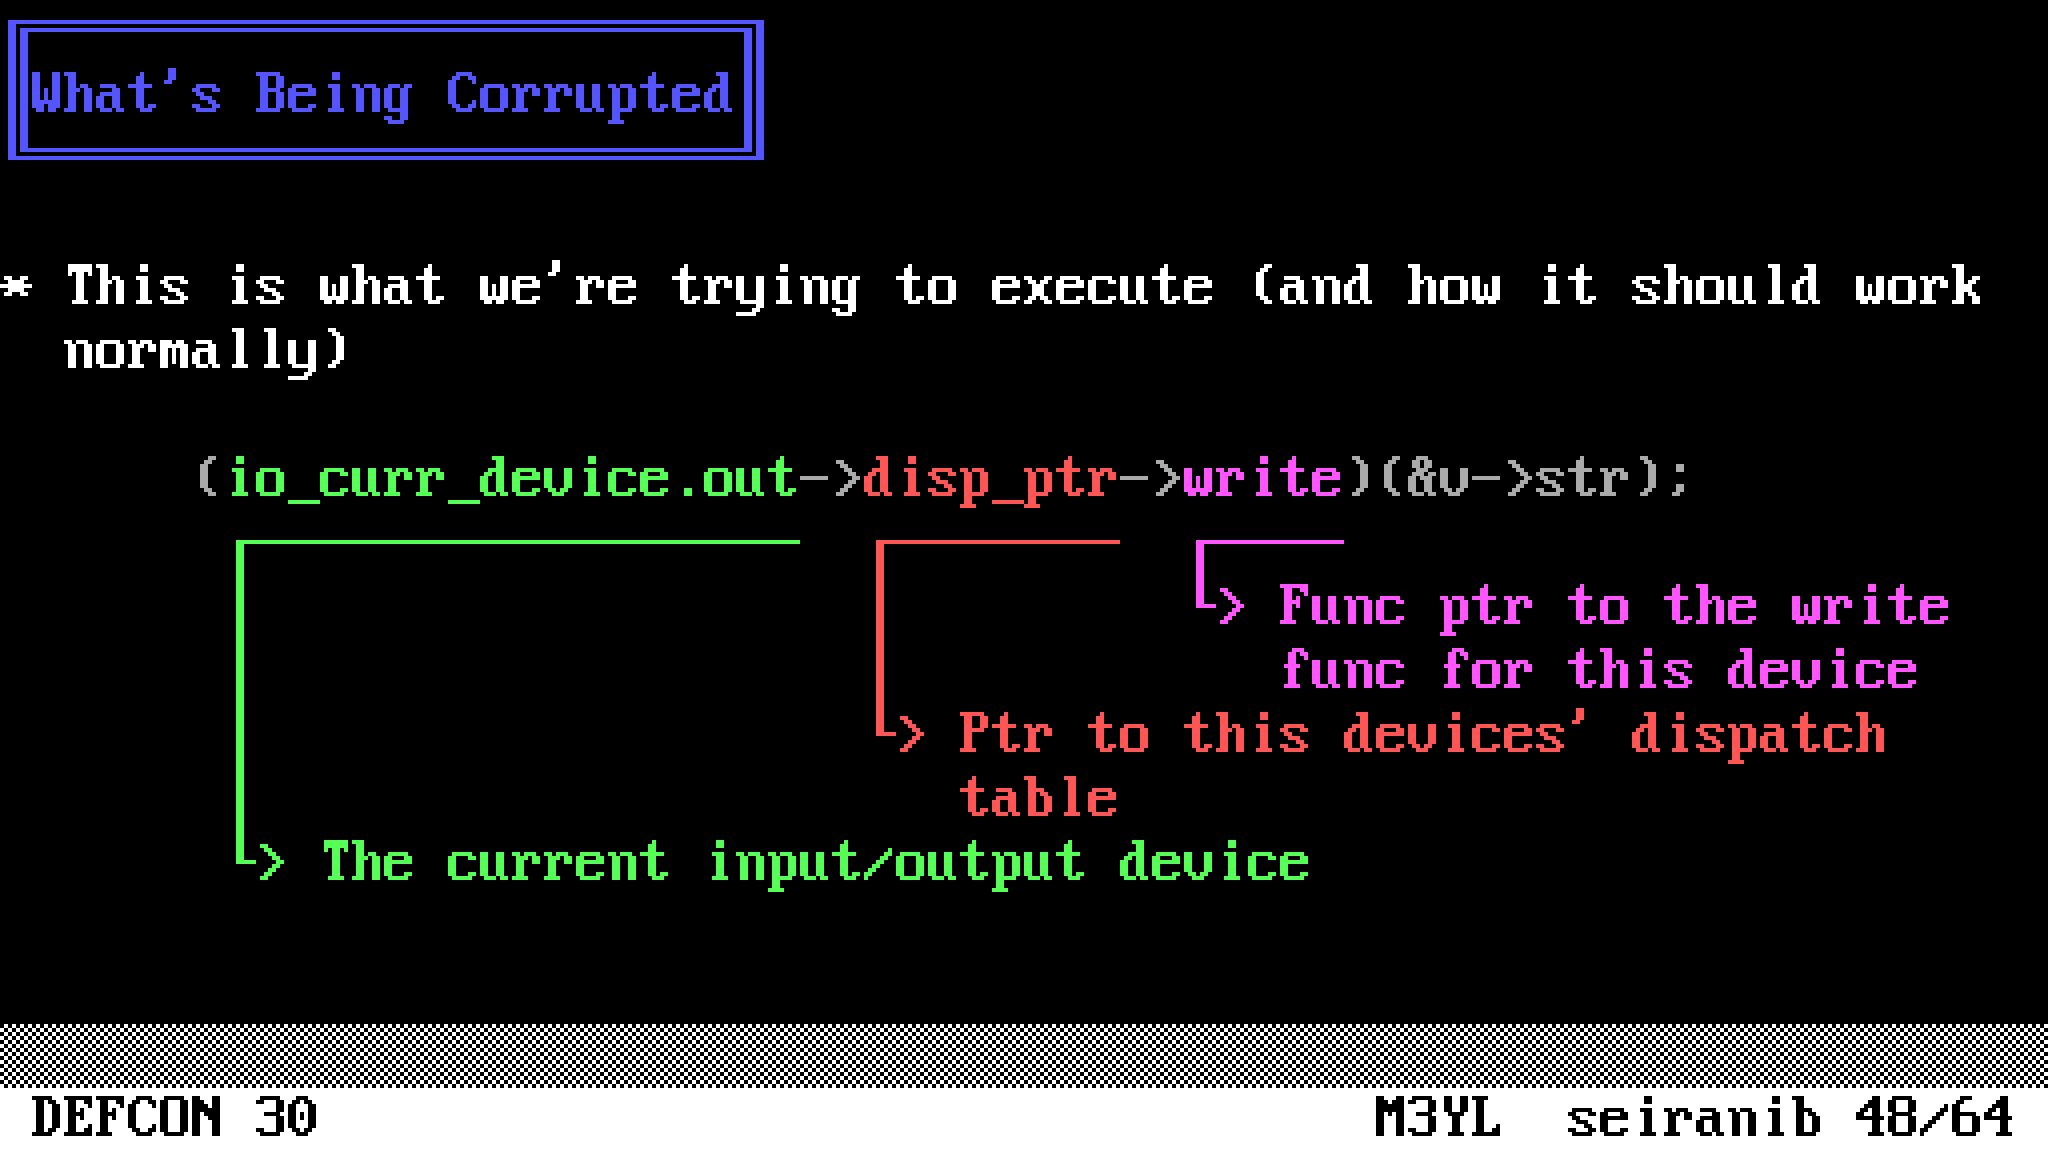 What's Being Corrupted
* This is what we're trying to execute (and how it should work
normally)
(io_curr_device.out->disp_ptr->write)(&v->str);
> Func ptr to the write
func for this device
> Ptr to this devices' dispatch
table
> The current input/output device
DEFCON 30
M3YL seiranib 48/64